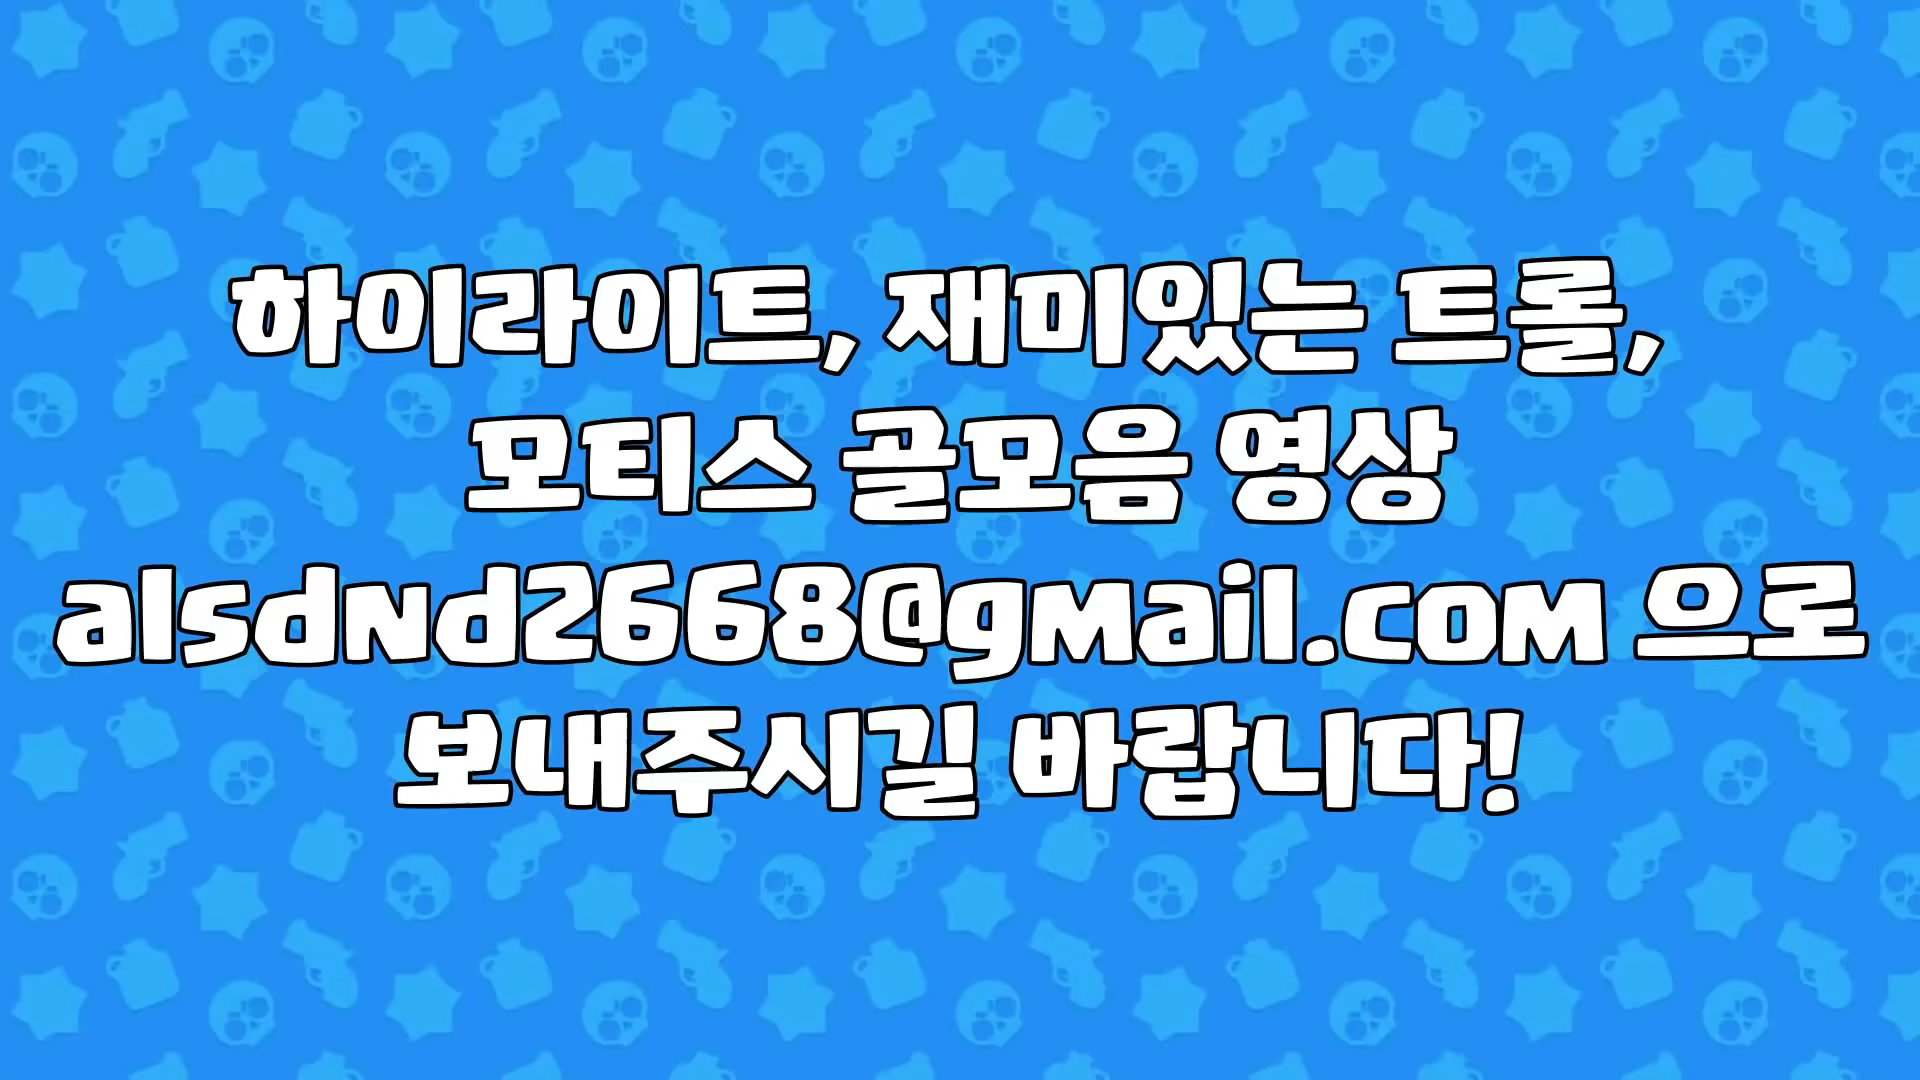 하이라이트, 재미있는 트롤,
모티스 골모음 영상
alsdnd2668@gmail.com 으로
보내주시길 바랍니다!